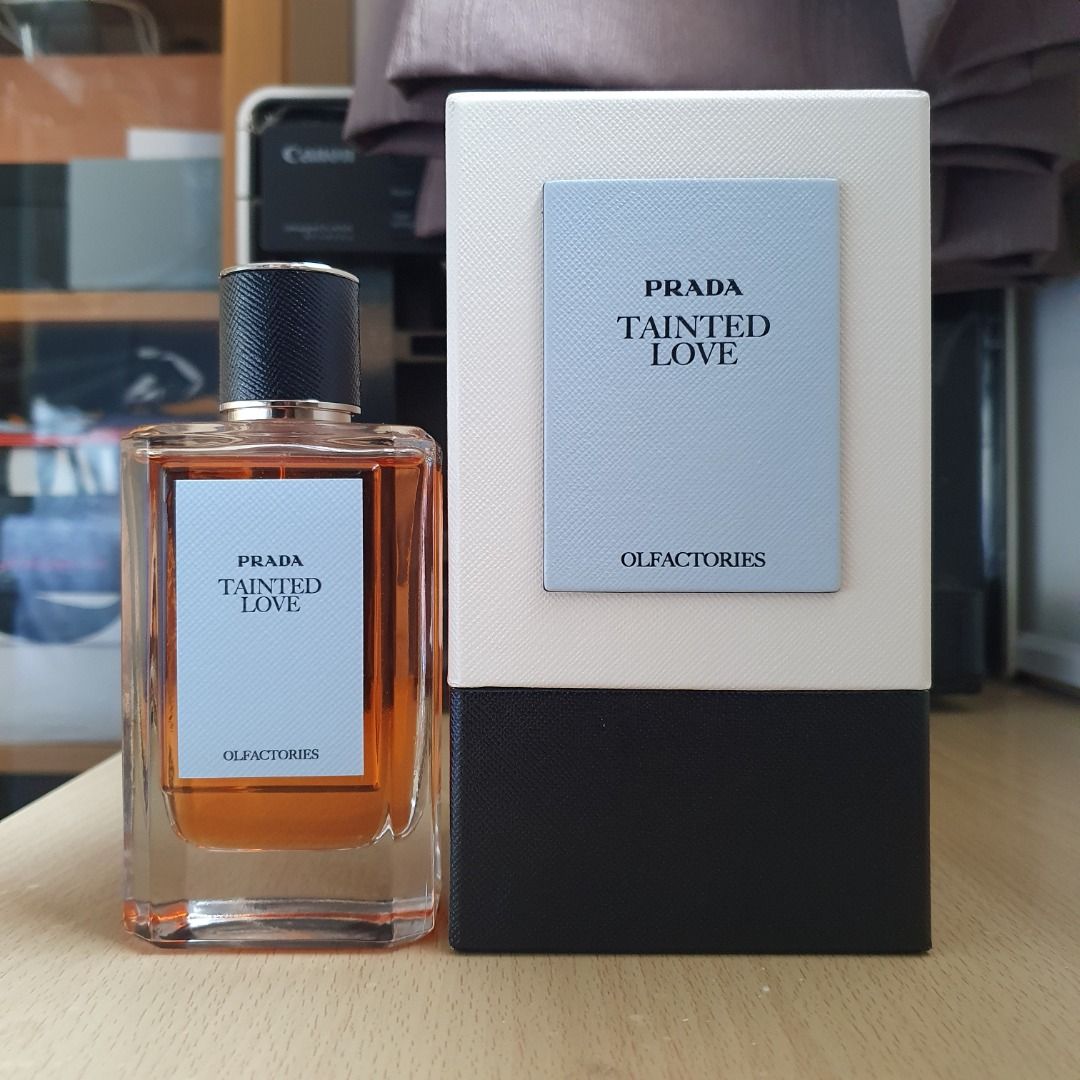 Canon
PRADA
TAINTED
LOVE
OLFACTORIES
PRADA
TAINTED
LOVE
OLFACTORIES